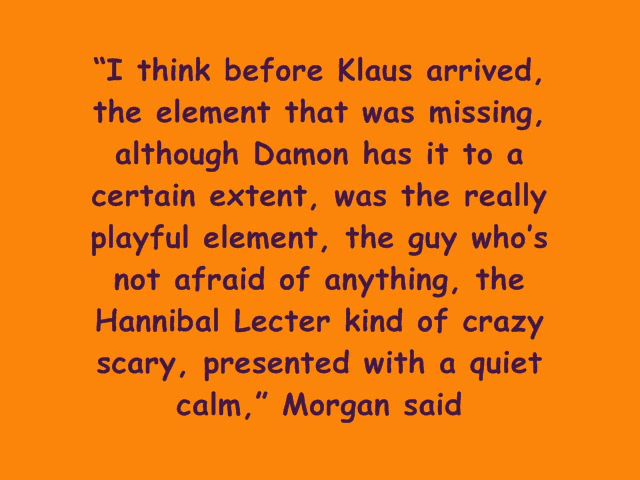 “I think before Klaus arrived,
the element that was missing,
although Damon has it to a
certain extent, was the really
playful element, the guy who’s
not afraid of anything, the
Hannibal Lecter kind of crazy
scary, presented with a quiet
calm,” Morgan said